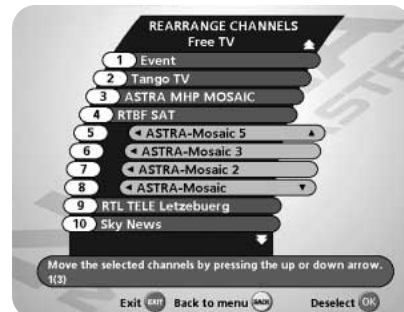 REARRANGE CHANNELS
Free TV
1 Event
2 Tango TV
3 ASTRA MHP MOSAIC
4 RTBF SAT
5 ASTRA-Mosaic 5
6 ASTRA-Mosaic 3
7 ASTRA-Mosaic 2
8 ASTRA-Mosaic
9 RTL TELE Letzebuerg
10 Sky News
Move the selected channels by pressing the up or down arrow.
1(3)
Exit EXIT Back to menu BACK Deselect OK